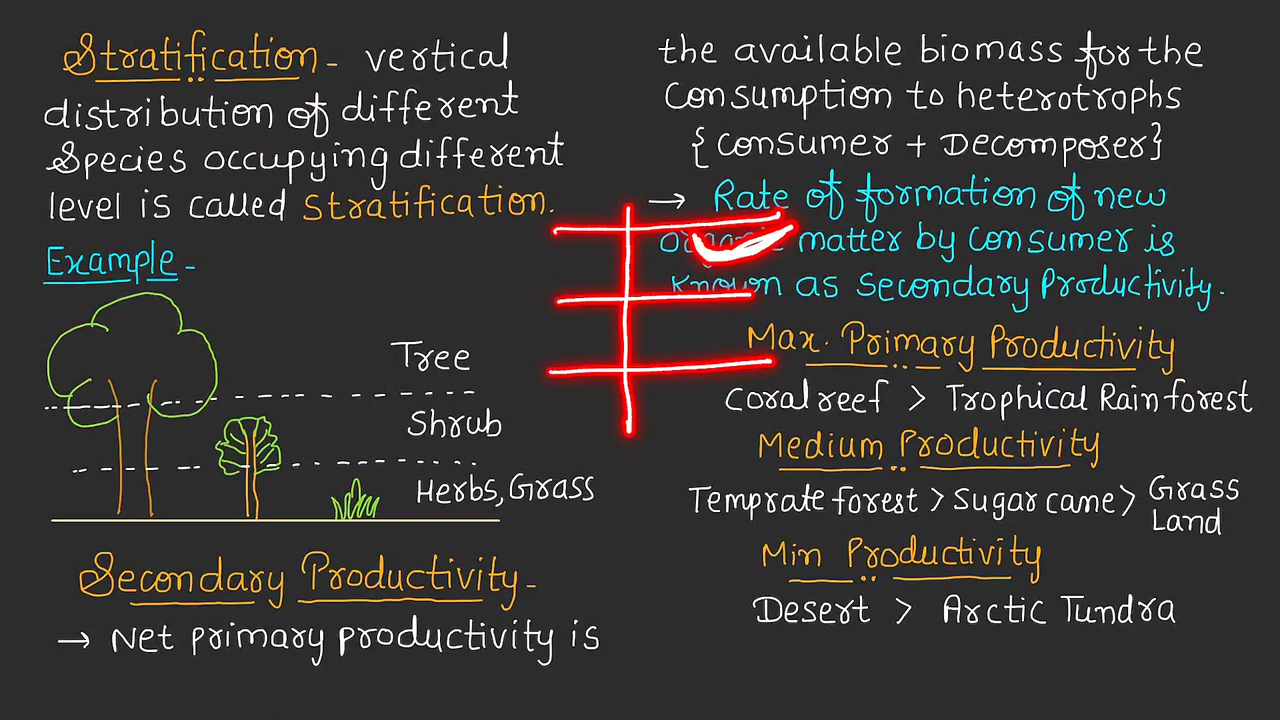 Stratification - vertical
distribution of different
Species occupying different
level is called stratification.
Example -
Tree
Shrub
Herbs, Grass
Secondary Productivity -
→ Net primary productivity is
the available biomass for the
Consumption to heterotrophs
{Consumer + Decomposer}
→ Rate of formation of new
matter by Consumer is
known as Secondary Productivity.
Max. Primary Productivity
Coral reef > Trophical Rain forest
Medium Productivity
Temprate forest > Sugar cane > Grass Land
Min Productivity
Desert > Arctic Tundra